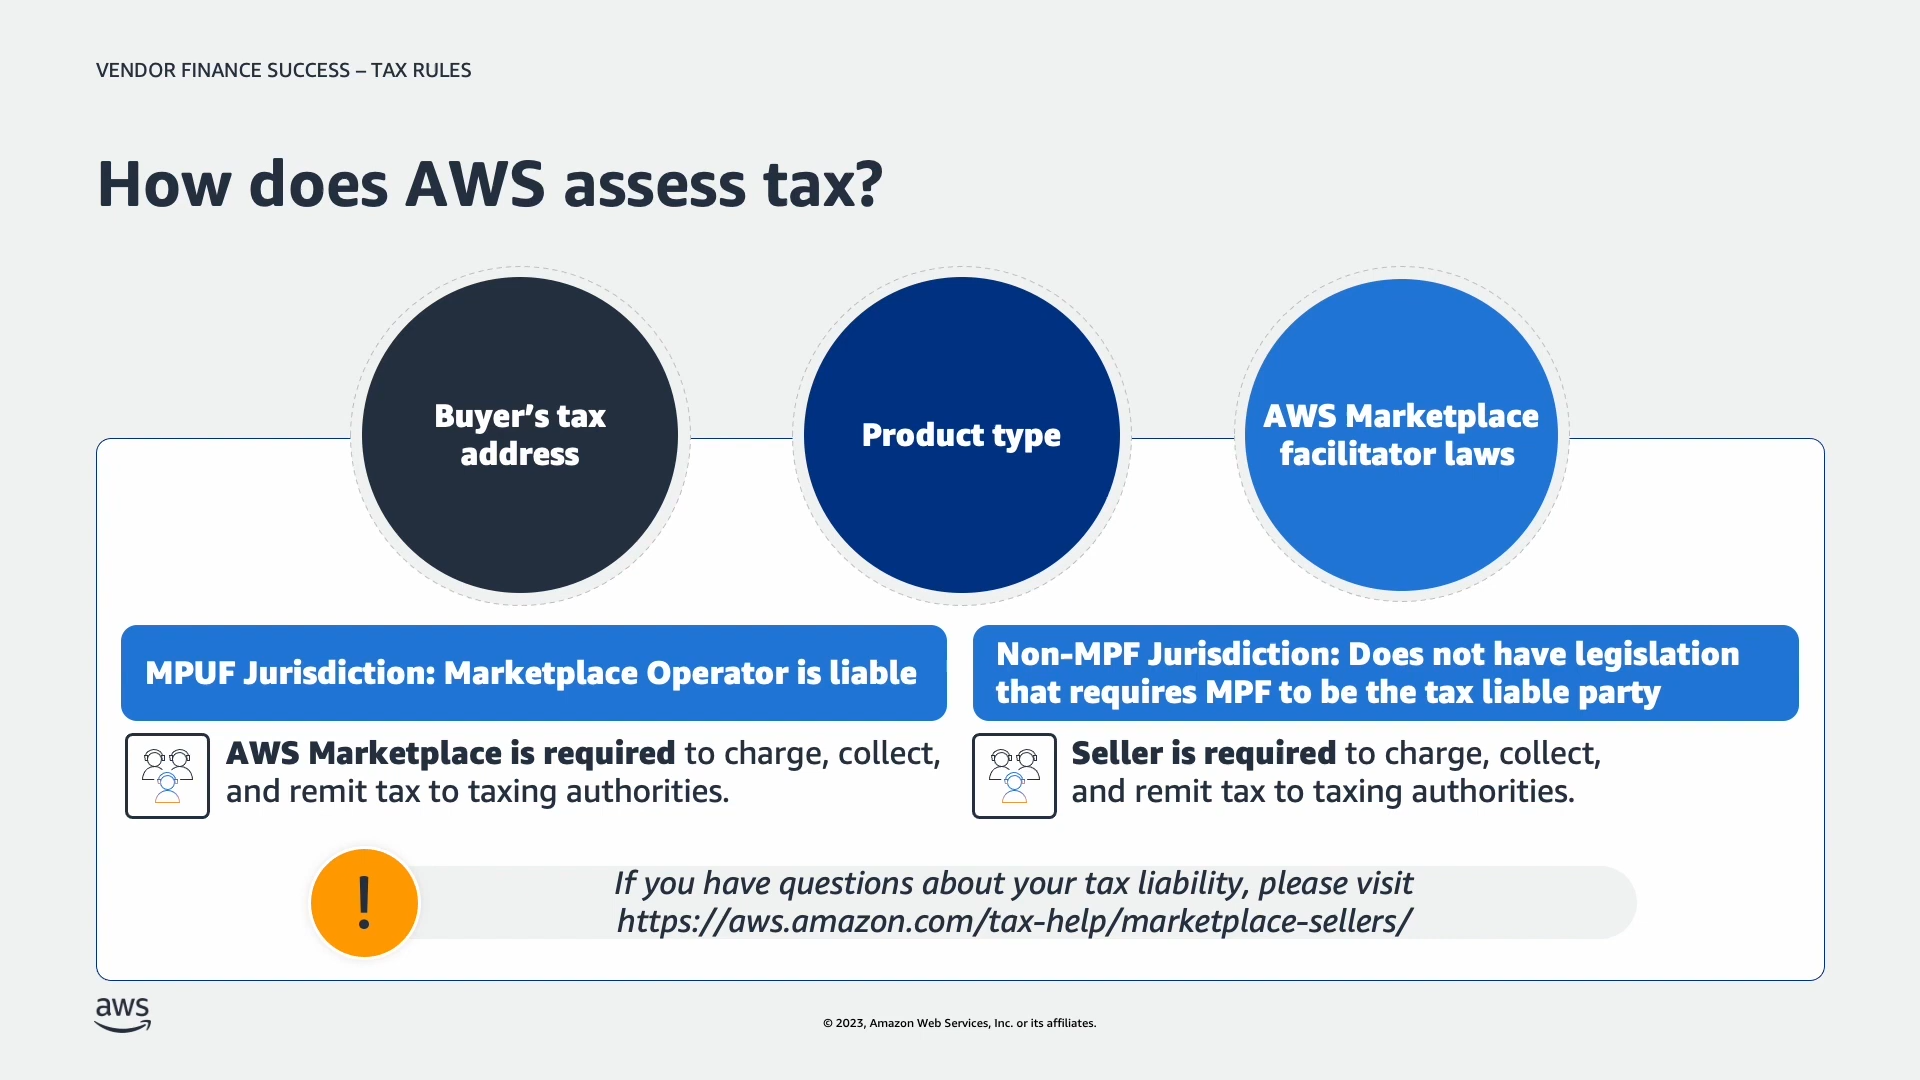 VENDOR FINANCE SUCCESS – TAX RULES
How does AWS assess tax?
Buyer’s tax
address
Product type
AWS Marketplace
facilitator laws
MPUF Jurisdiction: Marketplace Operator is liable
AWS Marketplace is required to charge, collect,
and remit tax to taxing authorities.
Non-MPF Jurisdiction: Does not have legislation
that requires MPF to be the tax liable party
Seller is required to charge, collect,
and remit tax to taxing authorities.
!
If you have questions about your tax liability, please visit
https://aws.amazon.com/tax-help/marketplace-sellers/
aws
© 2023, Amazon Web Services, Inc. or its affiliates.